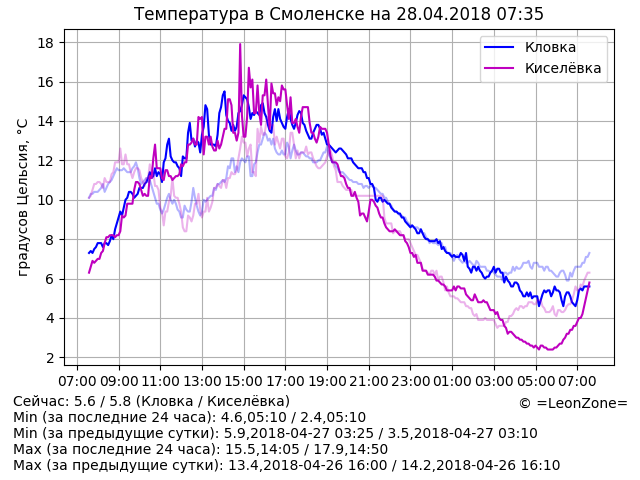 Температура в Смоленске на 28.04.2018 07:35
градусов Цельсия, °C
18
16
14
12
10
8
6
4
2
Кловка
Киселёвка
07:00 09:00 11:00 13:00 15:00 17:00 19:00 21:00 23:00 01:00 03:00 05:00 07:00
Сейчас: 5.6 / 5.8 (Кловка / Киселёвка)
© =LeonZone=
Min (за последние 24 часа): 4.6,05:10 / 2.4,05:10
Min (за предыдущие сутки): 5.9,2018-04-27 03:25 / 3.5,2018-04-27 03:10
Max (за последние 24 часа): 15.5,14:05 / 17.9,14:50
Max (за предыдущие сутки): 13.4,2018-04-26 16:00 / 14.2,2018-04-26 16:10